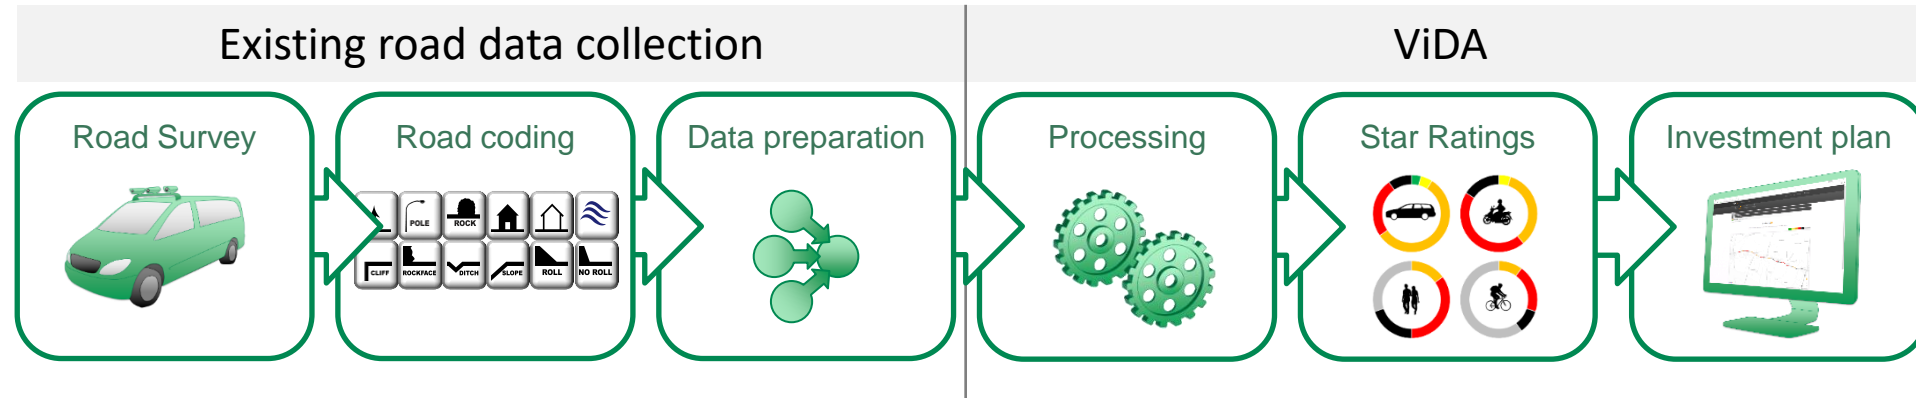 Existing road data collection
ViDA
Road Survey
Road coding
Data preparation
Processing
Star Ratings
Investment plan
POLE
ROCK
CLIFF
ROCKFACE
DITCH
SLOPE
ROLL
NO ROLL